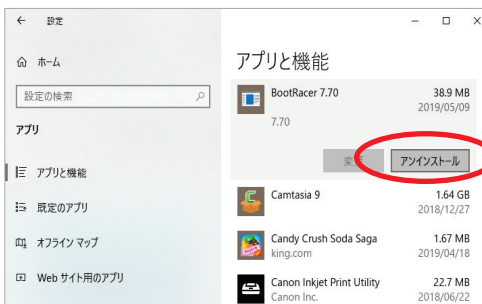 設定
ホーム
設定の検索
アプリ
アプリと機能
既定のアプリ
オフライン マップ
Web サイト用のアプリ
アプリと機能
BootRacer 7.70
38.9 MB
2019/05/09
7.70
変更
アンインストール
Camtasia 9
1.64 GB
2018/12/27
Candy Crush Soda Saga
1.67 MB
king.com
2019/04/18
Canon Inkjet Print Utility
22.7 MB
Canon Inc.
2018/06/22